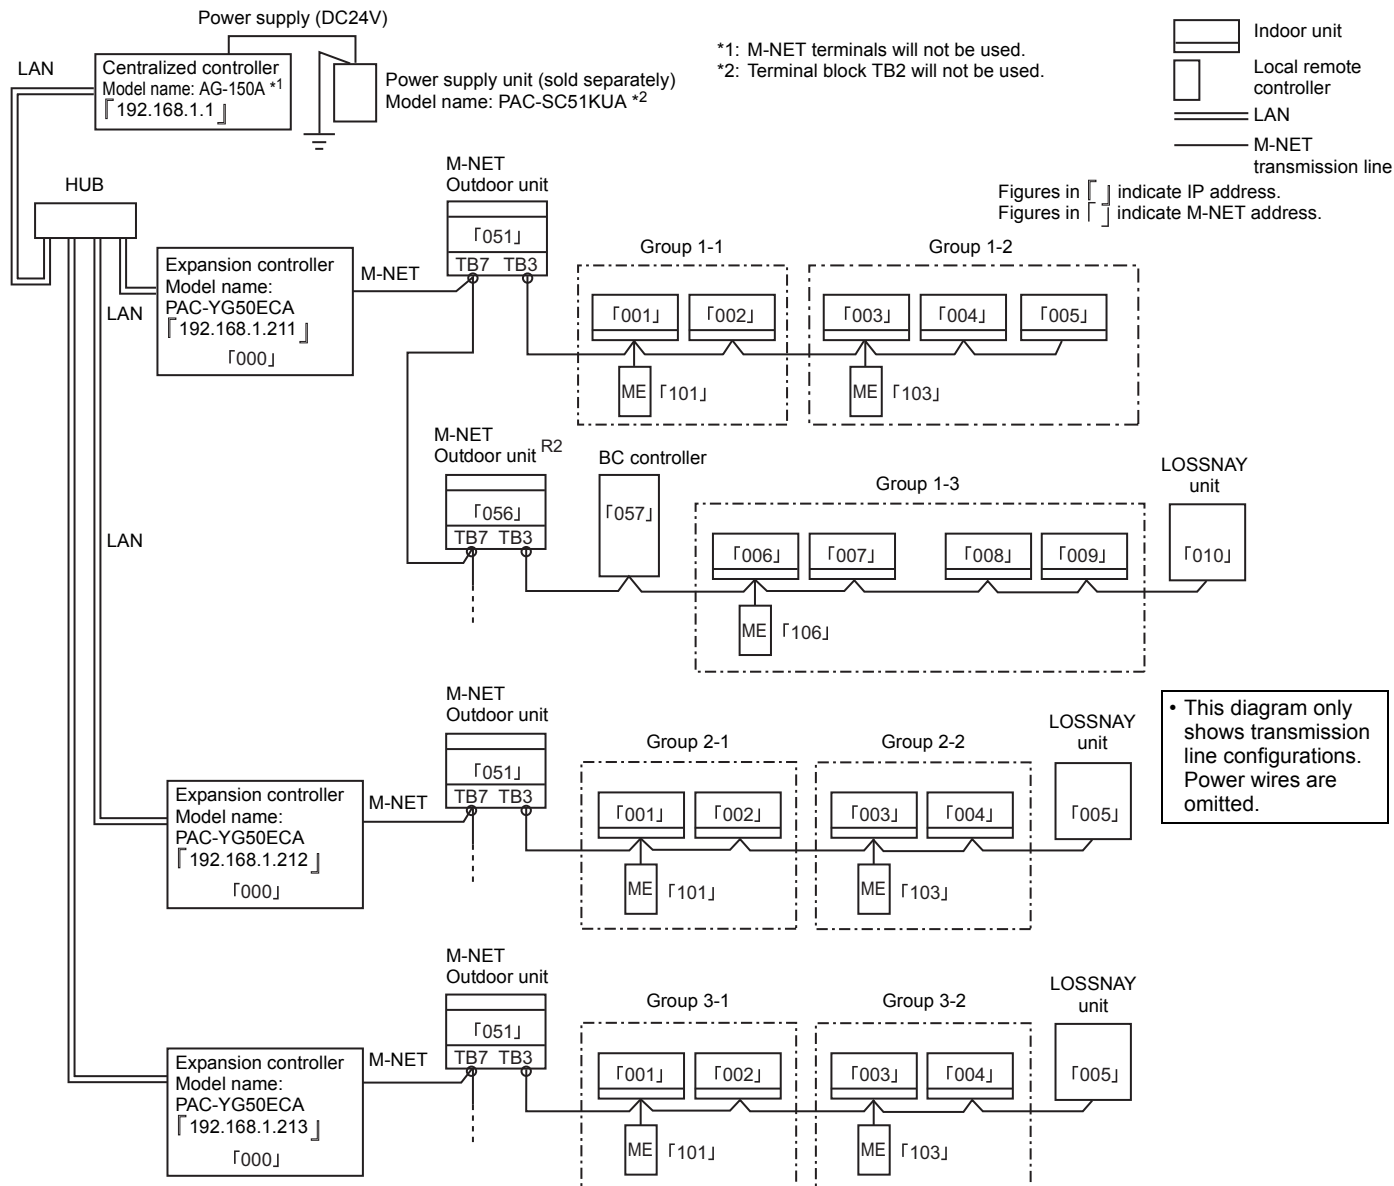 Power supply (DC24V)
LAN
Centralized controller
Model name: AG-150A *1
『192.168.1.1』
Power supply unit (sold separately)
Model name: PAC-SC51KUA *2
*1: M-NET terminals will not be used.
*2: Terminal block TB2 will not be used.
Indoor unit
Local remote
controller
LAN
M-NET
transmission line
Figures in『 』indicate IP address.
Figures in「 」indicate M-NET address.
HUB
LAN
Expansion controller
Model name:
PAC-YG50ECA
『192.168.1.211』
「000」
M-NET
M-NET
Outdoor unit
「051」
TB7 TB3
Group 1-1
「001」 「002」
ME 「101」
Group 1-2
「003」 「004」 「005」
ME 「103」
M-NET
Outdoor unit R2
「056」
TB7 TB3
BC controller
「057」
Group 1-3
「006」 「007」 「008」 「009」
ME 「106」
LOSSNAY
unit
「010」
LAN
Expansion controller
Model name:
PAC-YG50ECA
『192.168.1.212』
「000」
M-NET
M-NET
Outdoor unit
「051」
TB7 TB3
Group 2-1
「001」 「002」
ME 「101」
Group 2-2
「003」 「004」
ME 「103」
LOSSNAY
unit
「005」
• This diagram only
shows transmission
line configurations.
Power wires are
omitted.
Expansion controller
Model name:
PAC-YG50ECA
『192.168.1.213』
「000」
M-NET
M-NET
Outdoor unit
「051」
TB7 TB3
Group 3-1
「001」 「002」
ME 「101」
Group 3-2
「003」 「004」
ME 「103」
LOSSNAY
unit
「005」